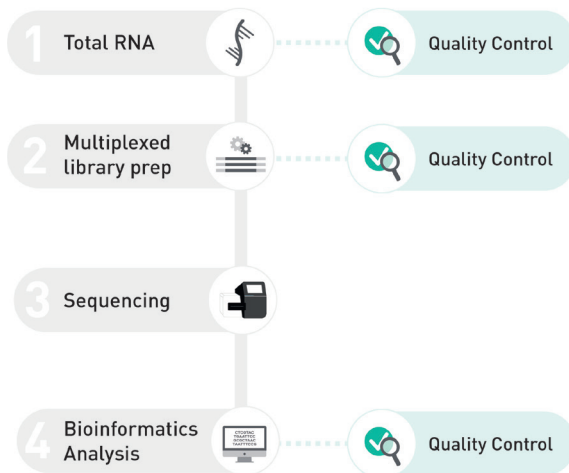 1 Total RNA
Quality Control
2 Multiplexed
library prep
Quality Control
3 Sequencing
4 Bioinformatics
Analysis
Quality Control